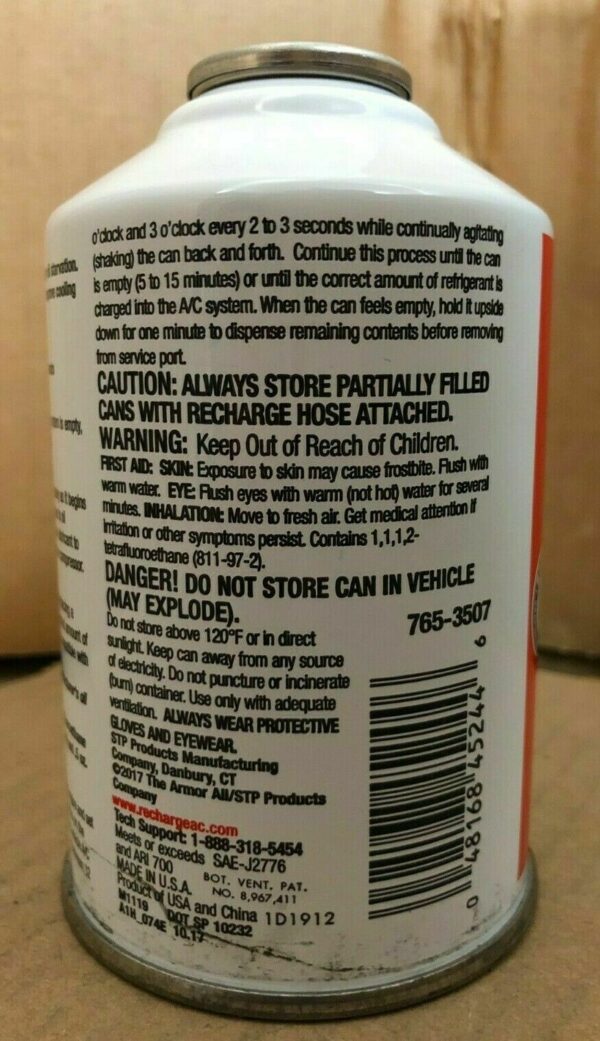 o'clock and 3 o'clock every 2 to 3 seconds while continually agitating
(shaking) the can back and forth. Continue this process until the can
is empty (5 to 15 minutes) or until the correct amount of refrigerant is
charged into the A/C system. When the can feels empty, hold it upside
down for one minute to dispense remaining contents before removing
from service port.
CAUTION: ALWAYS STORE PARTIALLY FILLED
CANS WITH RECHARGE HOSE ATTACHED.
WARNING: Keep Out of Reach of Children.
FIRST AID: SKIN: Exposure to skin may cause frostbite. Flush with
warm water. EYE: Flush eyes with warm (not hot) water for several
minutes. INHALATION: Move to fresh air. Get medical attention if
irritation or other symptoms persist. Contains 1,1,1,2-
tetrafluoroethane (811-97-2).
DANGER! DO NOT STORE CAN IN VEHICLE
(MAY EXPLODE).
Do not store above 120°F or in direct
sunlight. Keep can away from any source
of electricity. Do not puncture or incinerate
(burn) container. Use only with adequate
ventilation. ALWAYS WEAR PROTECTIVE
GLOVES AND EYEWEAR.
STP Products Manufacturing
Company, Danbury, CT
©2017 The Armor All/STP Products
Company
www.rechargeac.com
Tech Support: 1-888-318-5454
Meets or exceeds SAE-J2776
and ARI 700
BOT. VENT. PAT.
NO. 8,967,411
MADE IN U.S.A.
Product of USA and China 1D1912
M1119 DOT SP 10232
A1H_074E 10.17
765-3507
0 48168 45244 6
cooling
is empty,
it begins